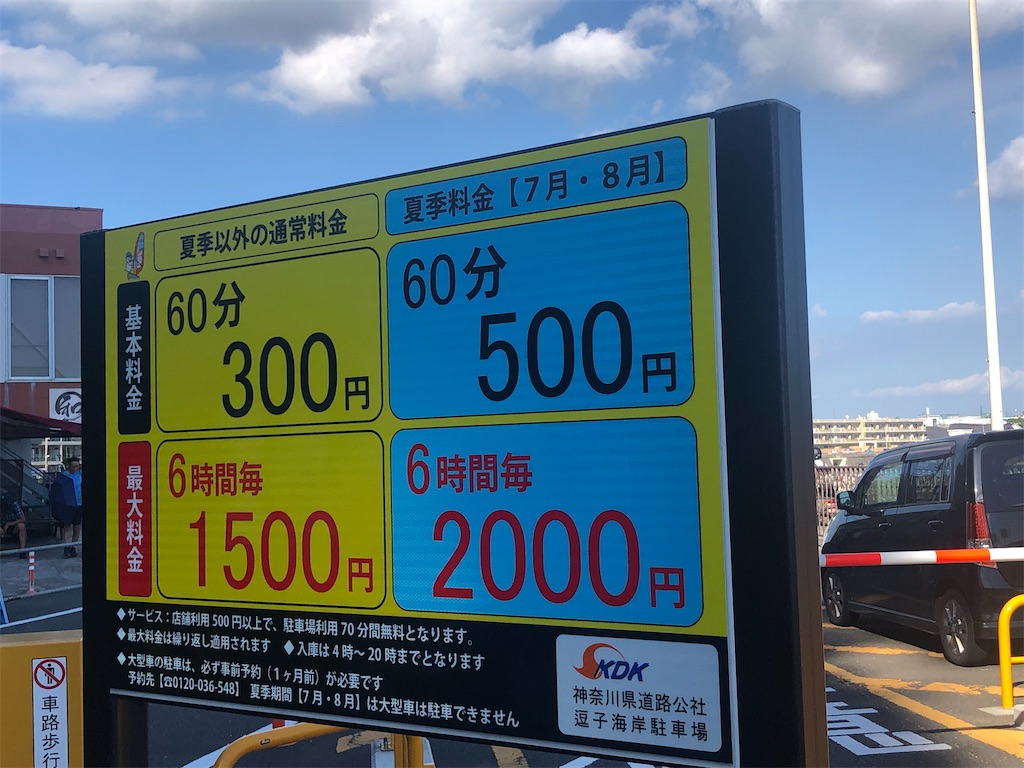 夏季以外の通常料金
夏季料金【7月・8月】
基本料金
60分
300円
60分
500円
最大料金
6時間毎
1500円
6時間毎
2000円
◆サービス：店舗利用500円以上で、駐車場利用70分間無料となります。
◆最大料金は繰り返し適用されます ◆入庫は4時～20時までとなります
◆大型車の駐車は、必ず事前予約（1ヶ月前）が必要です
予約先【☎0120-036-548】 夏季期間【7月・8月】は大型車は駐車できません
KDK
神奈川県道路公社
逗子海岸駐車場
車路歩行